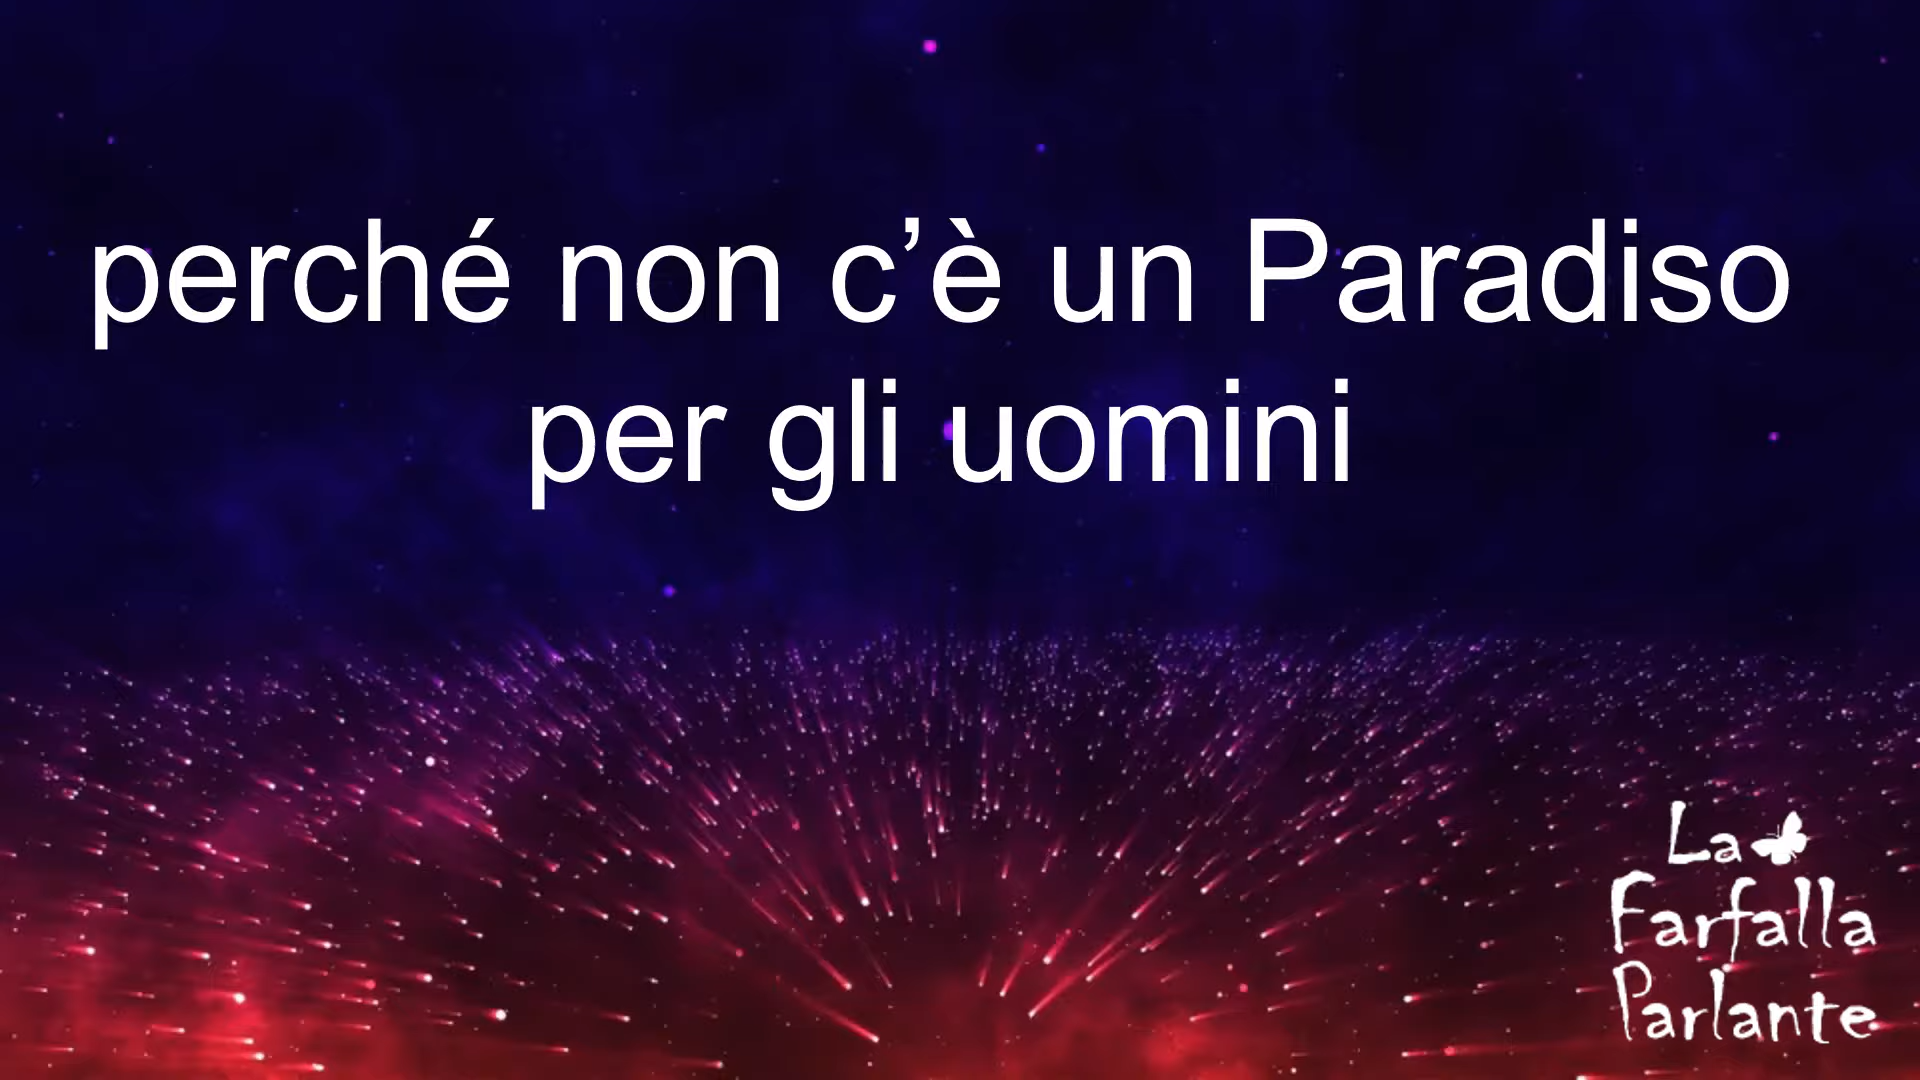 perché non c’è un Paradiso
per gli uomini
La
Farfalla
Parlante